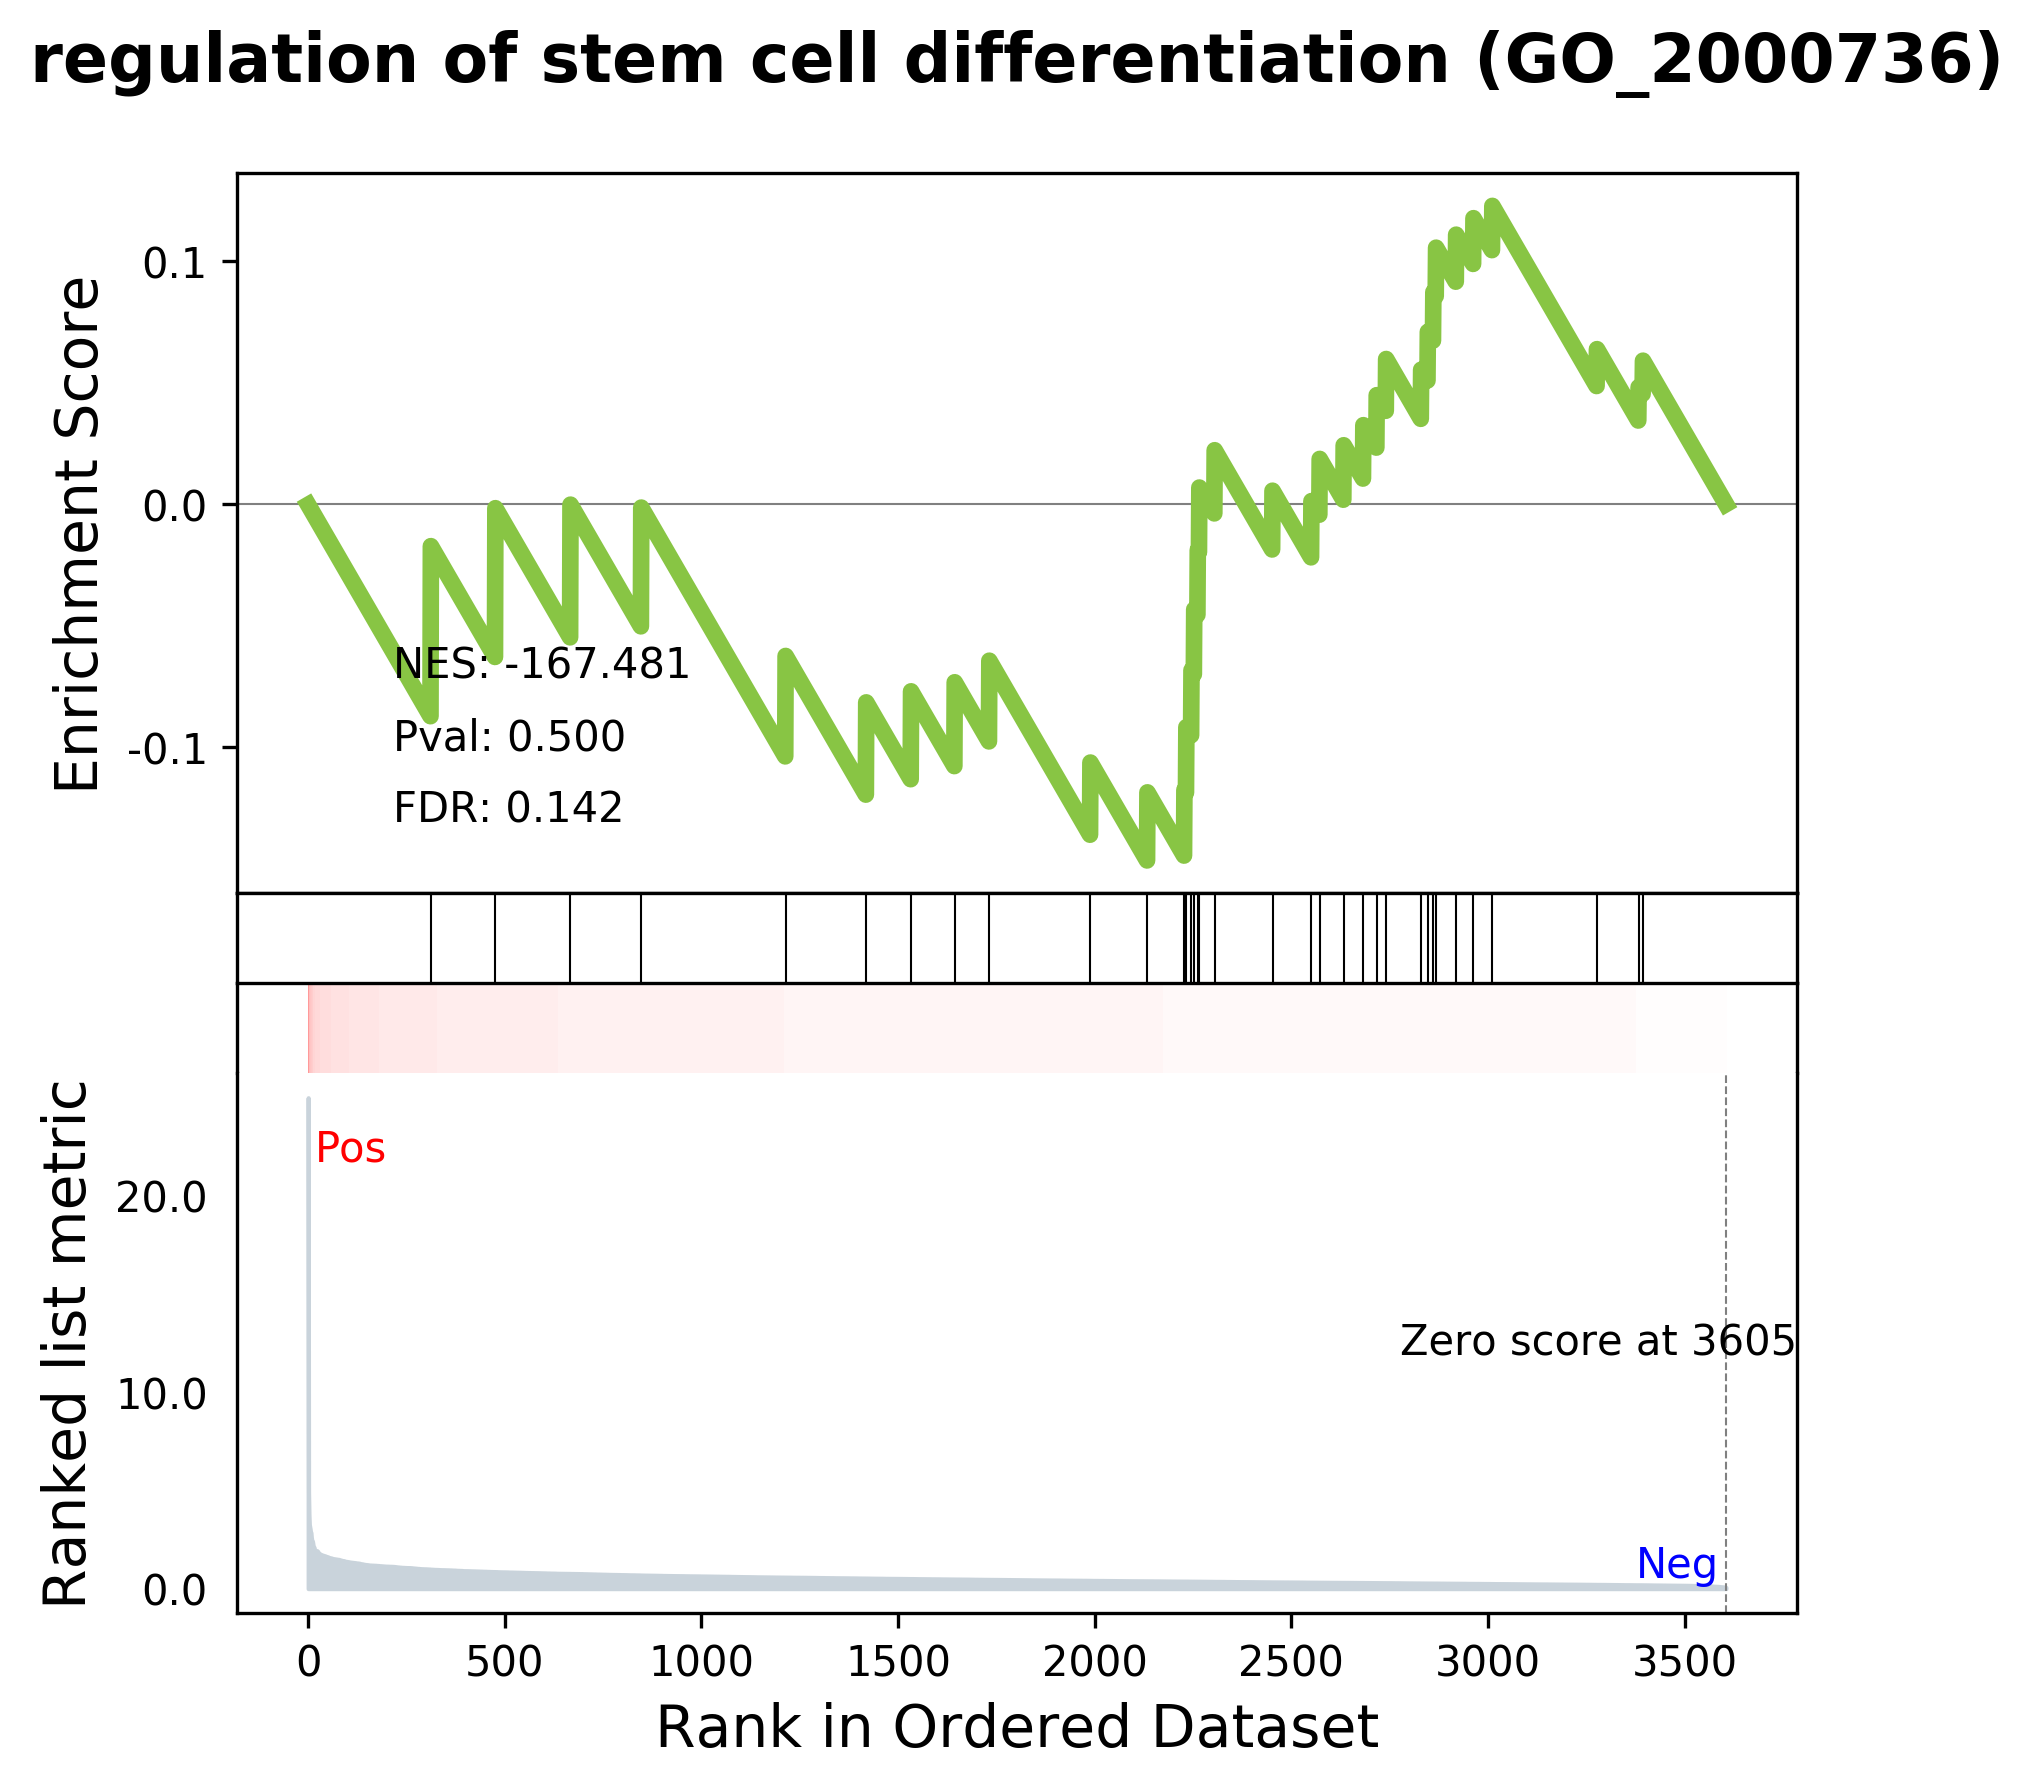 regulation of stem cell differentiation (GO_2000736)
Enrichment Score
0.1
0.0
-0.1
NES: -167.481
Pval: 0.500
FDR: 0.142
Ranked list metric
Pos
20.0
10.0
0.0
Zero score at 3605
Neg
0 500 1000 1500 2000 2500 3000 3500
Rank in Ordered Dataset